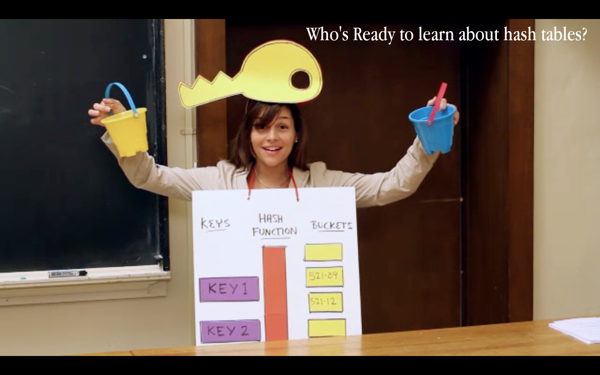 Who's Ready to learn about hash tables?
KEYS
HASH
FUNCTION
BUCKETS
KEY 1
521-09
521-12
KEY 2